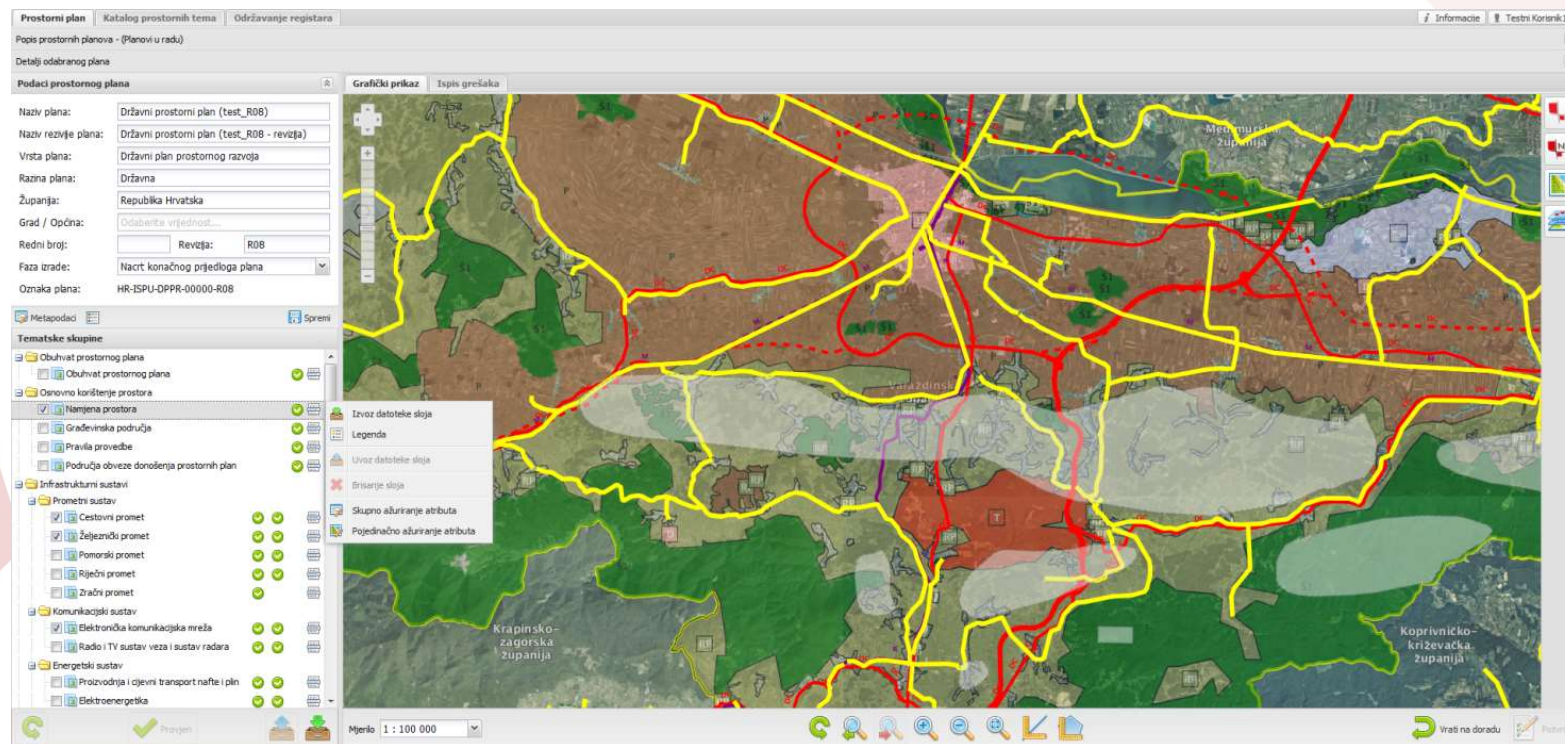 Prostorni plan Katalog prostornih tema Održavanje registara Informacije Testni Korisnik1
Popis prostornih planova - (Planovi u radu)
Detalji odabranog plana
Podaci prostornog plana Grafički prikaz Ispis grešaka
Naziv plana: Državni prostorni plan (test_R08)
Naziv rezivije plana: Državni prostorni plan (test_R08 - revizija)
Vrsta plana: Državni plan prostornog razvoja
Razina plana: Državna
Županija: Republika Hrvatska
Grad / Općina: Odaberite vrijednost...
Redni broj: Revizija: R08
Faza izrade: Nacrt konačnog prijedloga plana
Oznaka plana: HR-ISPU-DPPR-00000-R08
Metapodaci Spremi
Tematske skupine
Obuhvat prostornog plana
Obuhvat prostornog plana
Osnovno korištenje prostora
Namjena prostora
Građevinska područja
Pravila provedbe
Područja obveze donošenja prostornih plan
Infrastrukturni sustavi
Prometni sustav
Cestovni promet
Željeznički promet
Pomorski promet
Riječni promet
Zračni promet
Komunikacijski sustav
Elektronička komunikacijska mreža
Radio i TV sustav veza i sustav radara
Energetski sustav
Proizvodnja i cijevni transport nafte i plin
Elektroenergetika
Provjeri
Izvoz datoteke sloja
Legenda
Uvoz datoteke sloja
Brisanje sloja
Skupno ažuriranje atributa
Pojedinačno ažuriranje atributa
Međimurska
županija
Varaždinska
Krapinsko-
zagorska
županija
Koprivničko-
križevačka
županija
Š1
Š1
Š1
P
T
Mjerilo 1 : 100 000 Vrati na doradu